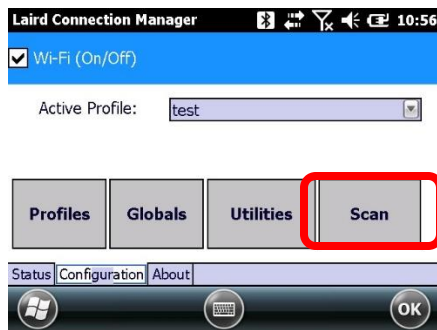 Laird Connection Manager 10:56
Wi-Fi (On/Off)
Active Profile: test
Profiles Globals Utilities Scan
Status Configuration About
OK